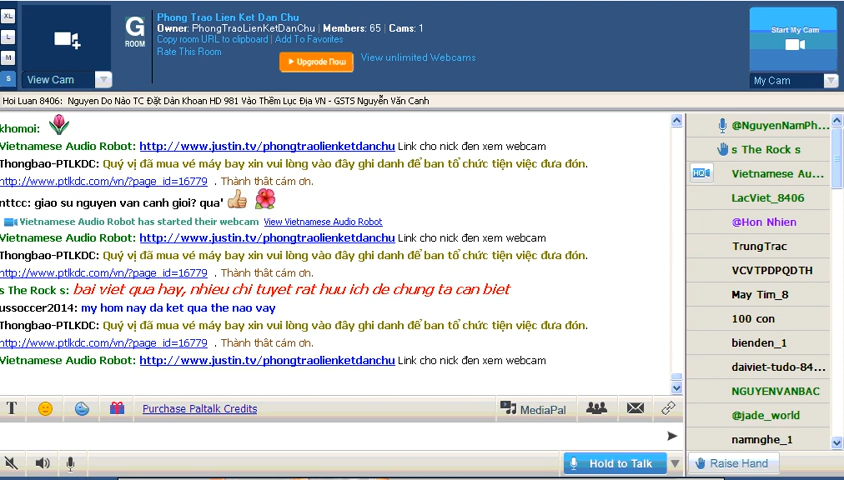 XL
L
M
S
View Cam
G
ROOM
Phong Trao Lien Ket Dan Chu
Owner: PhongTraoLienKetDanChu | Members: 65 | Cams: 1
Copy room URL to clipboard | Add To Favorites
Rate This Room
Upgrade Now
View unlimited Webcams
Start My Cam
My Cam
Hoi Luan 8406: Nguyen Do Nào TC Đặt Dàn Khoan HD 981 Vào Thềm Lục Địa VN - GSTS Nguyễn Văn Canh
khomoi:
Vietnamese Audio Robot: http://www.justin.tv/phongtraolienketdanchu Link cho nick đen xem webcam
Thongbao-PTLKDC: Quý vị đã mua vé máy bay xin vui lòng vào đây ghi danh để ban tổ chức tiện việc đưa đón.
http://www.ptlkdc.com/vn/?page_id=16779 . Thành thât cám ơn.
nttcc: giao su nguyen van canh gioi? qua'
Vietnamese Audio Robot has started their webcam View Vietnamese Audio Robot
Vietnamese Audio Robot: http://www.justin.tv/phongtraolienketdanchu Link cho nick đen xem webcam
Thongbao-PTLKDC: Quý vị đã mua vé máy bay xin vui lòng vào đây ghi danh để ban tổ chức tiện việc đưa đón.
http://www.ptlkdc.com/vn/?page_id=16779 . Thành thât cám ơn.
s The Rock s: bai viet qua hay, nhieu chi tuyet rat huu ich de chung ta can biet
ussoccer2014: my hom nay da ket qua the nao vay
Thongbao-PTLKDC: Quý vị đã mua vé máy bay xin vui lòng vào đây ghi danh để ban tổ chức tiện việc đưa đón.
http://www.ptlkdc.com/vn/?page_id=16779 . Thành thât cám ơn.
Vietnamese Audio Robot: http://www.justin.tv/phongtraolienketdanchu Link cho nick đen xem webcam
T
Purchase Paltalk Credits
MediaPal
Hold to Talk
@NguyenNamPh...
s The Rock s
HQ
Vietnamese Au...
LacViet_8406
@Hon Nhien
TrungTrac
VCVTPDPQDTH
May Tim_8
100 con
bienden_1
daiviet-tudo-84...
NGUYENVANBAC
@jade_world
namnghe_1
Raise Hand